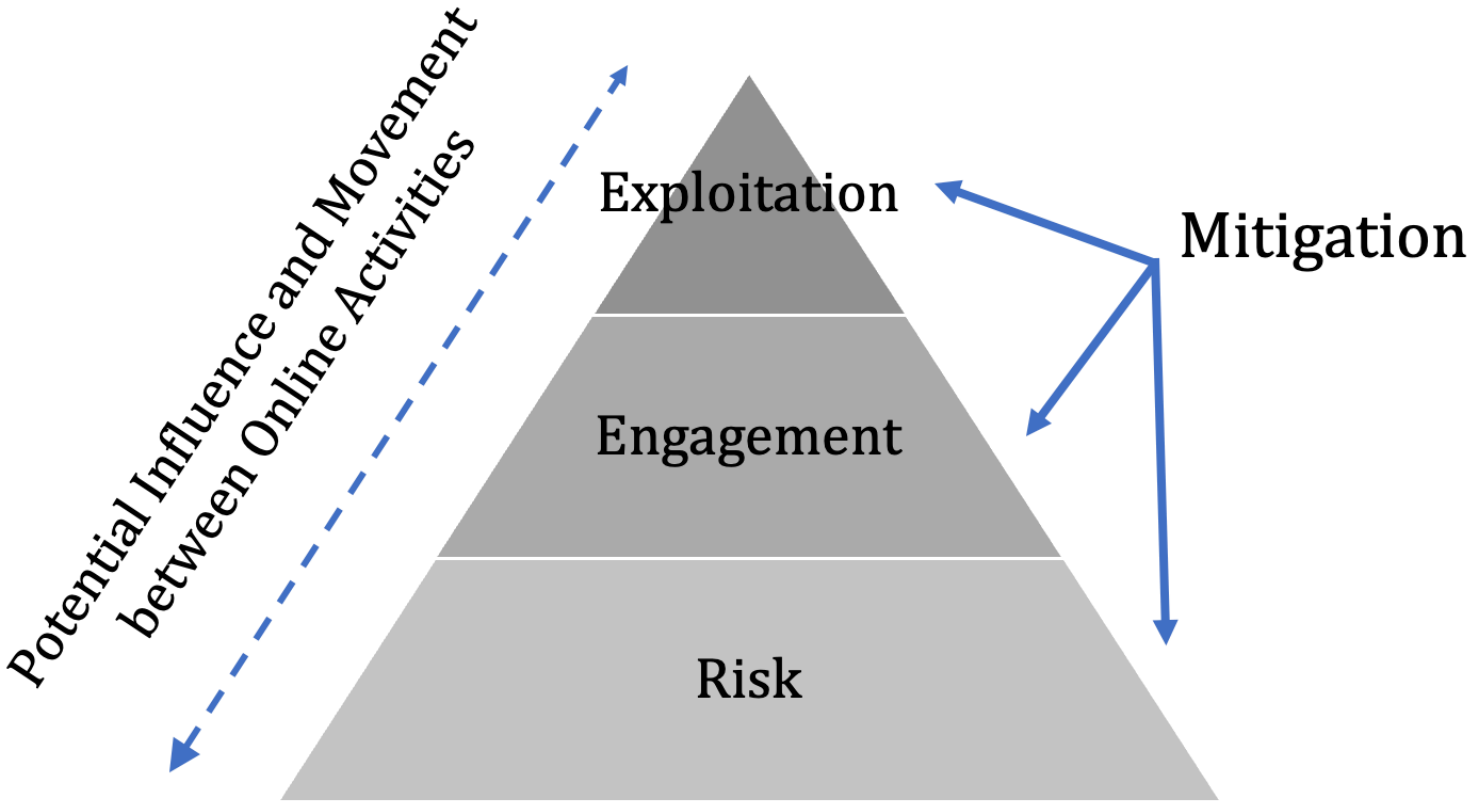 Potential Influence and Movement
between Online Activities
Exploitation
Mitigation
Engagement
Risk